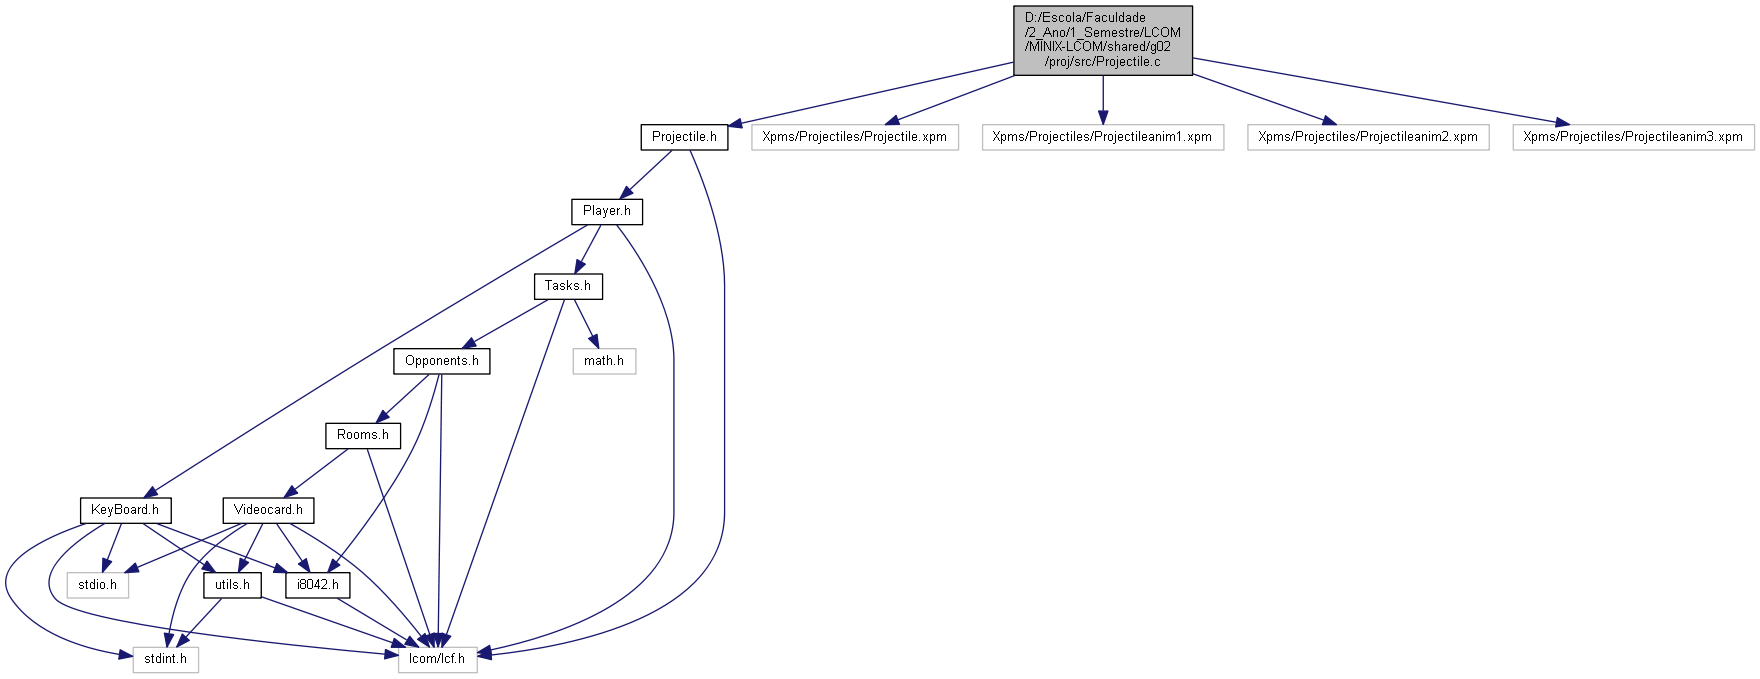 D:/Escola/Faculdade
/2_Ano/1_Semestre/LCOM
/MINIX-LCOM/shared/g02
/proj/src/Projectile.c
Projectile.h
Xpms/Projectiles/Projectile.xpm
Xpms/Projectiles/Projectileanim1.xpm
Xpms/Projectiles/Projectileanim2.xpm
Xpms/Projectiles/Projectileanim3.xpm
Player.h
Tasks.h
Opponents.h
math.h
Rooms.h
KeyBoard.h
Videocard.h
stdio.h
utils.h
i8042.h
stdint.h
lcom/lcf.h